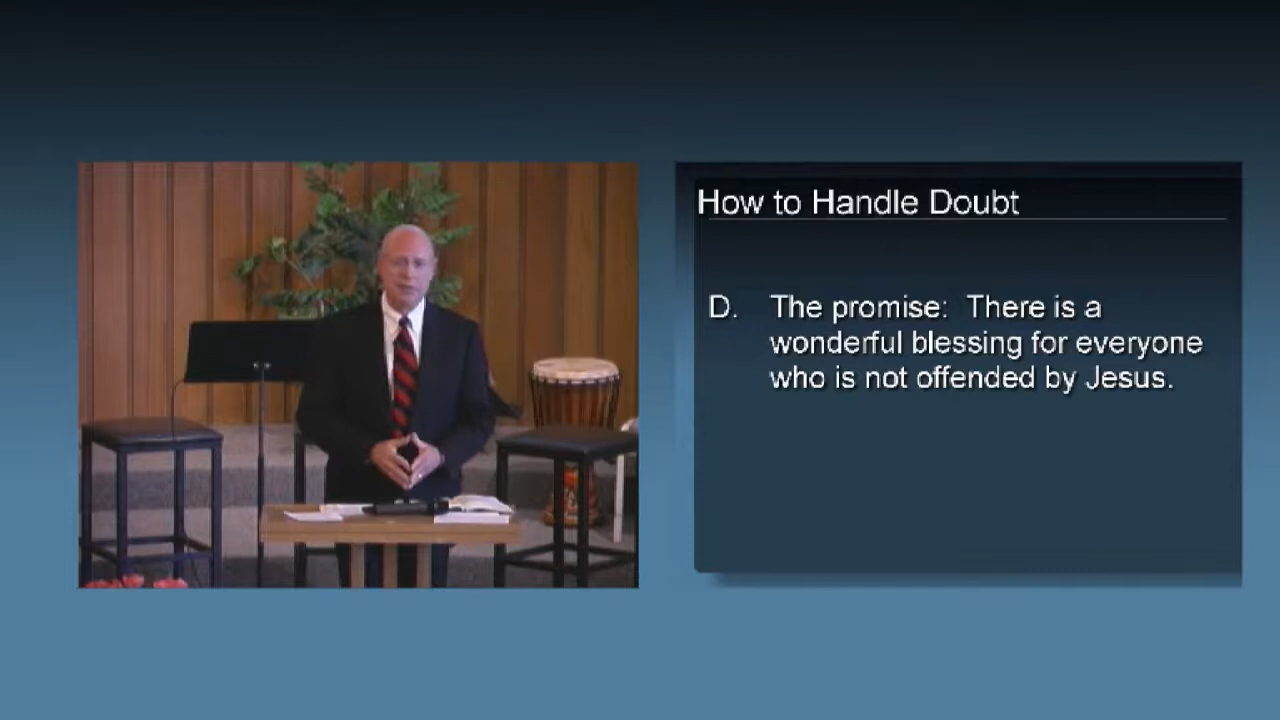 How to Handle Doubt
D. The promise: There is a
wonderful blessing for everyone
who is not offended by Jesus.